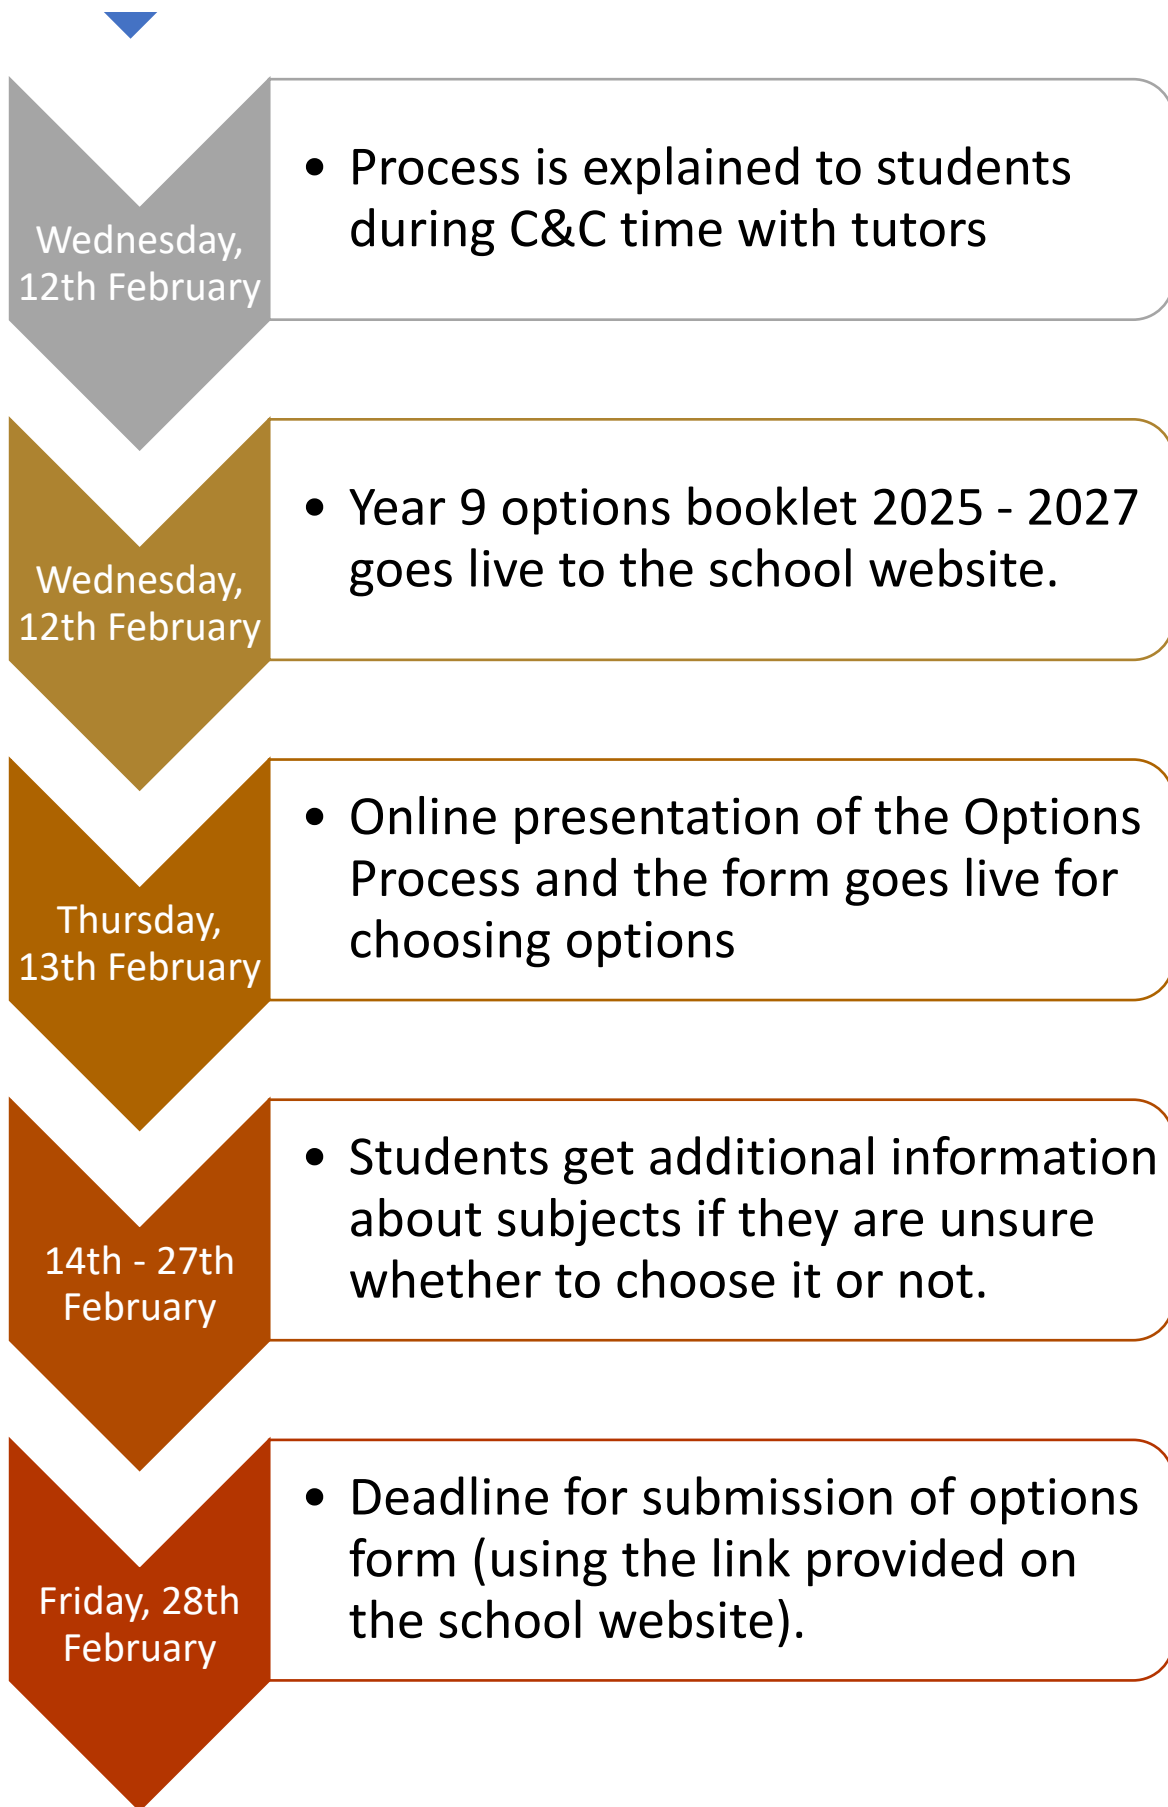 Wednesday,
12th February
• Process is explained to students
during C&C time with tutors
Wednesday,
12th February
• Year 9 options booklet 2025 - 2027
goes live to the school website.
Thursday,
13th February
• Online presentation of the Options
Process and the form goes live for
choosing options
14th - 27th
February
• Students get additional information
about subjects if they are unsure
whether to choose it or not.
Friday, 28th
February
• Deadline for submission of options
form (using the link provided on
the school website).